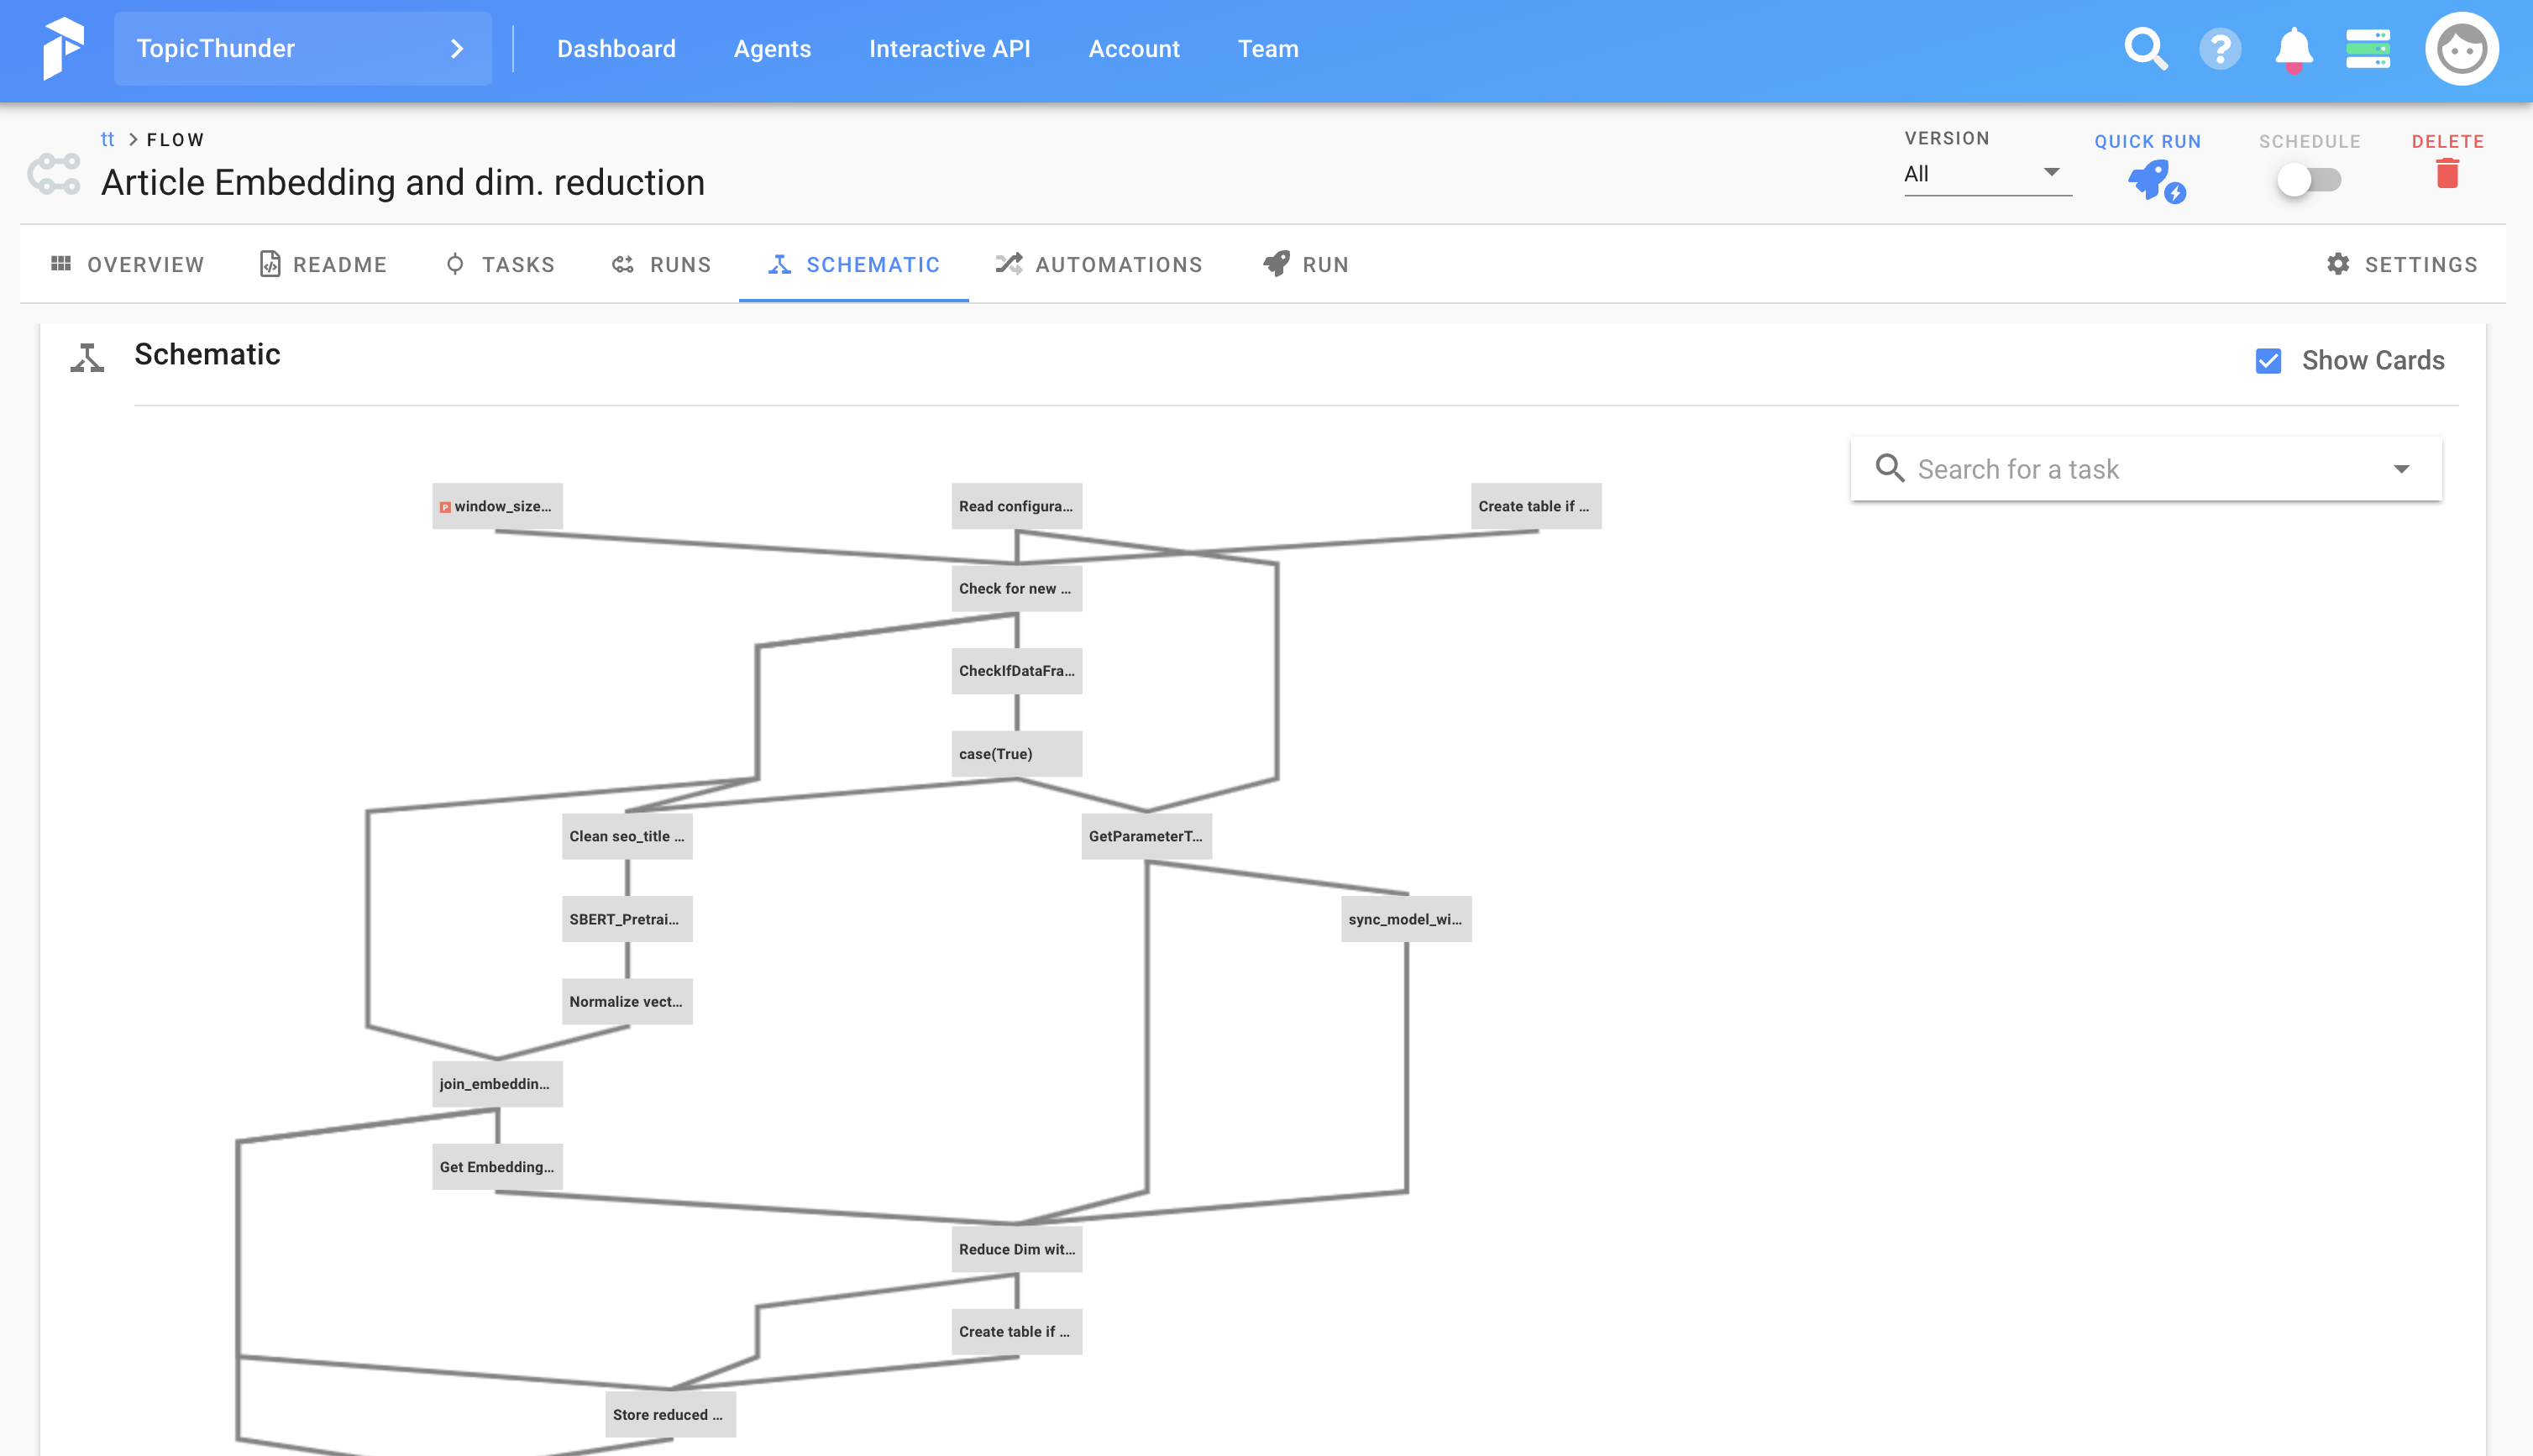 TopicThunder
Dashboard
Agents
Interactive API
Account
Team
tt > FLOW
Article Embedding and dim. reduction
VERSION
All
QUICK RUN
SCHEDULE
DELETE
OVERVIEW
README
TASKS
RUNS
SCHEMATIC
AUTOMATIONS
RUN
SETTINGS
Schematic
Show Cards
Search for a task
P window_size...
Read configura...
Create table if ...
Check for new ...
CheckIfDataFra...
case(True)
Clean seo_title ...
GetParameterT...
SBERT_Pretrai...
sync_model_wi...
Normalize vect...
join_embeddin...
Get Embedding...
Reduce Dim wit...
Create table if ...
Store reduced ...